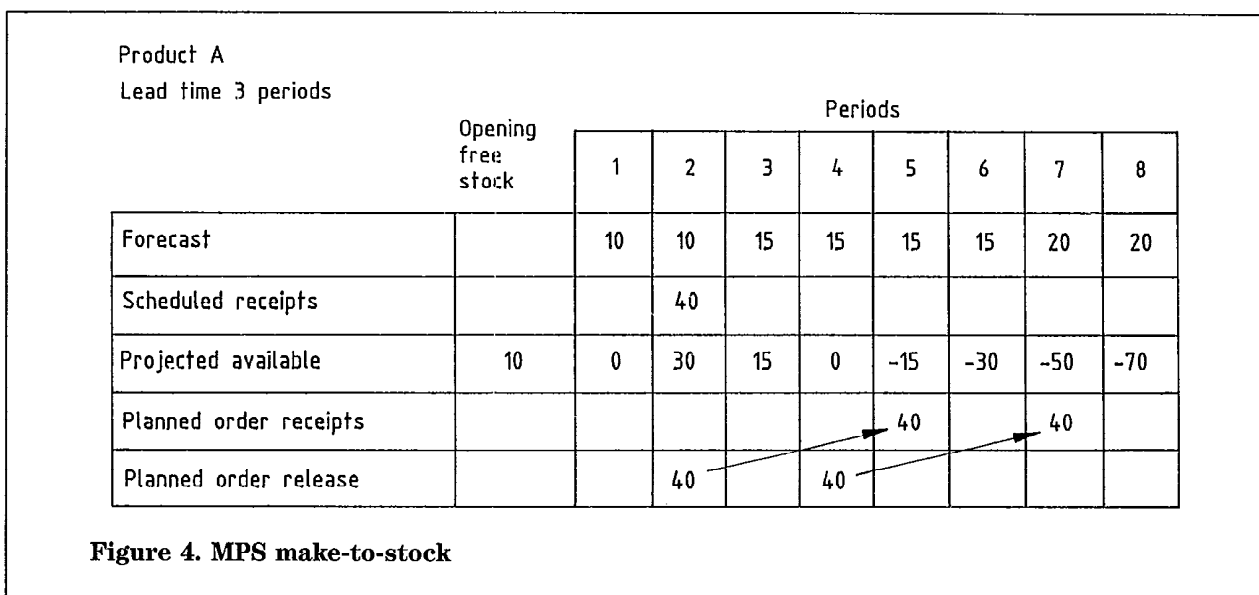 Product A
Lead time 3 periods
Periods
Opening free stock 1 2 3 4 5 6 7 8
Forecast 10 10 15 15 15 15 20 20
Scheduled receipts 40
Projected available 10 0 30 15 0 -15 -30 -50 -70
Planned order receipts 40 40
Planned order release 40 40
Figure 4. MPS make-to-stock